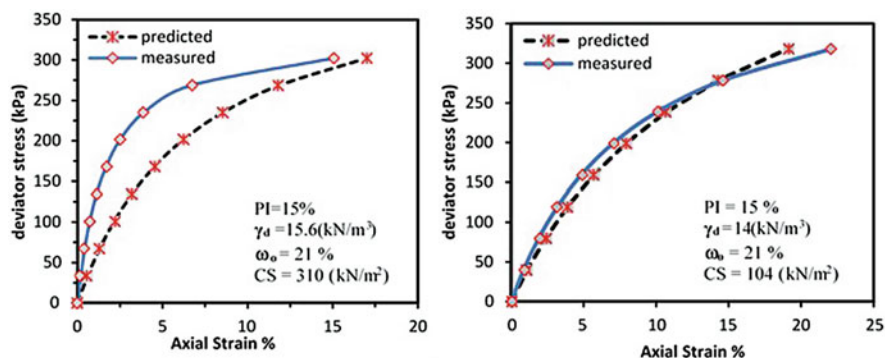 deviator stress (kPa)
350
300
250
200
150
100
50
0
predicted
measured
PI=15%
γd =15.6(kN/m³)
ωo = 21 %
CS = 310 (kN/m²)
0 5 10 15 20
Axial Strain %
deviator stress (kPa)
350
300
250
200
150
100
50
0
predicted
measured
PI = 15 %
γd =14(kN/m³)
ωo = 21 %
CS = 104 (kN/m²)
0 5 10 15 20 25
Axial Strain %